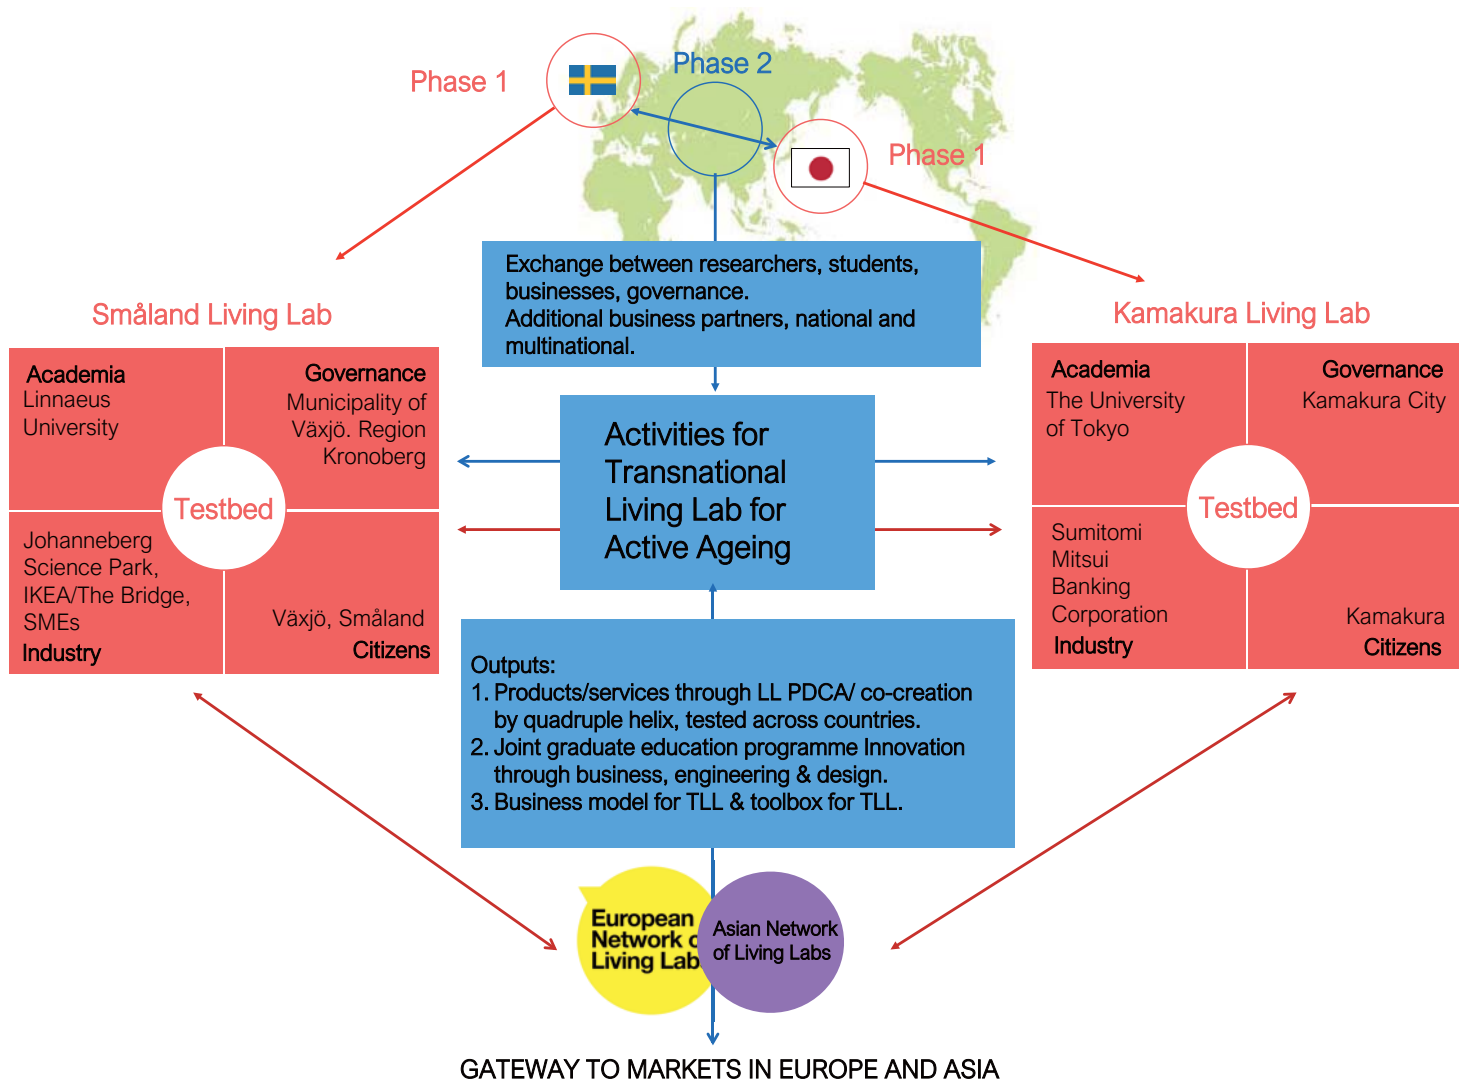 Phase 1
Phase 2
Phase 1
Exchange between researchers, students,
businesses, governance.
Additional business partners, national and
multinational.
Småland Living Lab
Academia
Linnaeus
University
Governance
Municipality of
Växjö. Region
Kronoberg
Testbed
Johanneberg
Science Park,
IKEA/The Bridge,
SMEs
Industry
Växjö, Småland
Citizens
Activities for
Transnational
Living Lab for
Active Ageing
Kamakura Living Lab
Academia
The University
of Tokyo
Governance
Kamakura City
Testbed
Sumitomi
Mitsui
Banking
Corporation
Industry
Kamakura
Citizens
Outputs:
1. Products/services through LL PDCA/ co-creation
by quadruple helix, tested across countries.
2. Joint graduate education programme Innovation
through business, engineering & design.
3. Business model for TLL & toolbox for TLL.
European
Network o
Living Lab
Asian Network
of Living Labs
GATEWAY TO MARKETS IN EUROPE AND ASIA